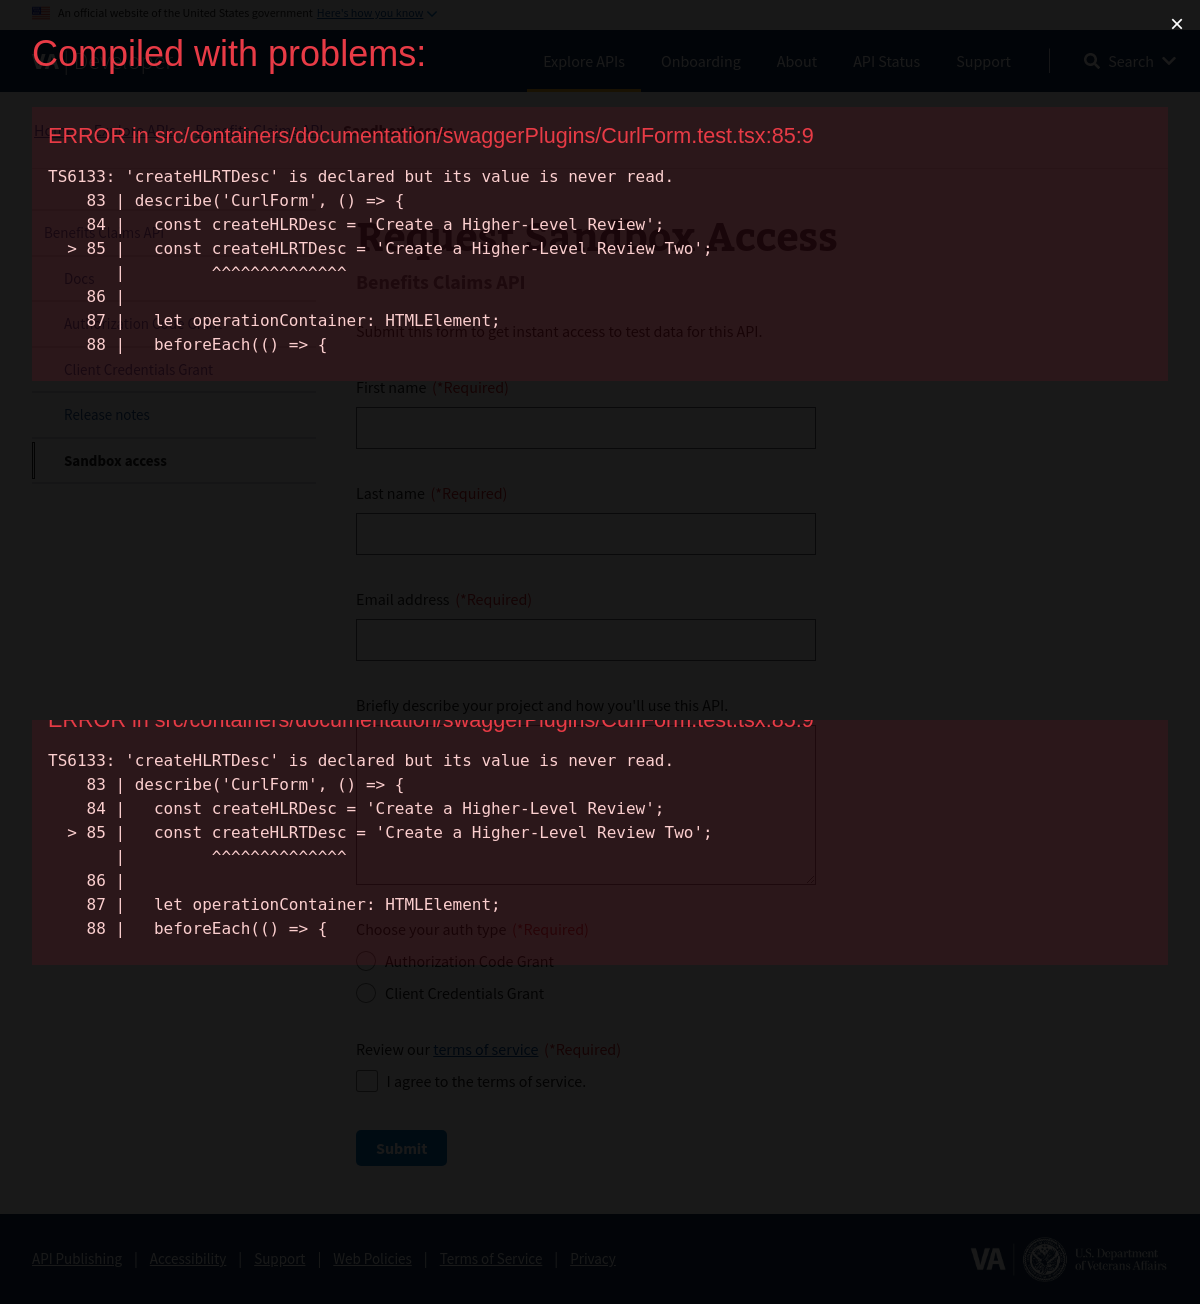 An official website of the United States government Here's how you know
Compiled with problems:
Explore APIs Onboarding About API Status Support Search
ERROR in src/containers/documentation/swaggerPlugins/CurlForm.test.tsx:85:9
TS6133: 'createHLRTDesc' is declared but its value is never read.
83 | describe('CurlForm', () => {
84 |   const createHLRDesc = 'Create a Higher-Level Review';
> 85 |   const createHLRTDesc = 'Create a Higher-Level Review Two';
|         ^^^^^^^^^^^^^^
86 |
87 |   let operationContainer: HTMLElement;
88 |   beforeEach(() => {
Benefits Claims API
Docs
Client Credentials Grant
Release notes
Sandbox access
Request Sandbox Access
Benefits Claims API
Submit this form to get instant access to test data for this API.
First name (*Required)
Last name (*Required)
Email address (*Required)
Briefly describe your project and how you'll use this API.
ERROR in src/containers/documentation/swaggerPlugins/CurlForm.test.tsx:85:9
TS6133: 'createHLRTDesc' is declared but its value is never read.
83 | describe('CurlForm', () => {
84 |   const createHLRDesc = 'Create a Higher-Level Review';
> 85 |   const createHLRTDesc = 'Create a Higher-Level Review Two';
|         ^^^^^^^^^^^^^^
86 |
87 |   let operationContainer: HTMLElement;
88 |   beforeEach(() => {
Choose your auth type (*Required)
Authorization Code Grant
Client Credentials Grant
Review our terms of service (*Required)
I agree to the terms of service.
Submit
API Publishing | Accessibility | Support | Web Policies | Terms of Service | Privacy
VA | U.S. Department
of Veterans Affairs